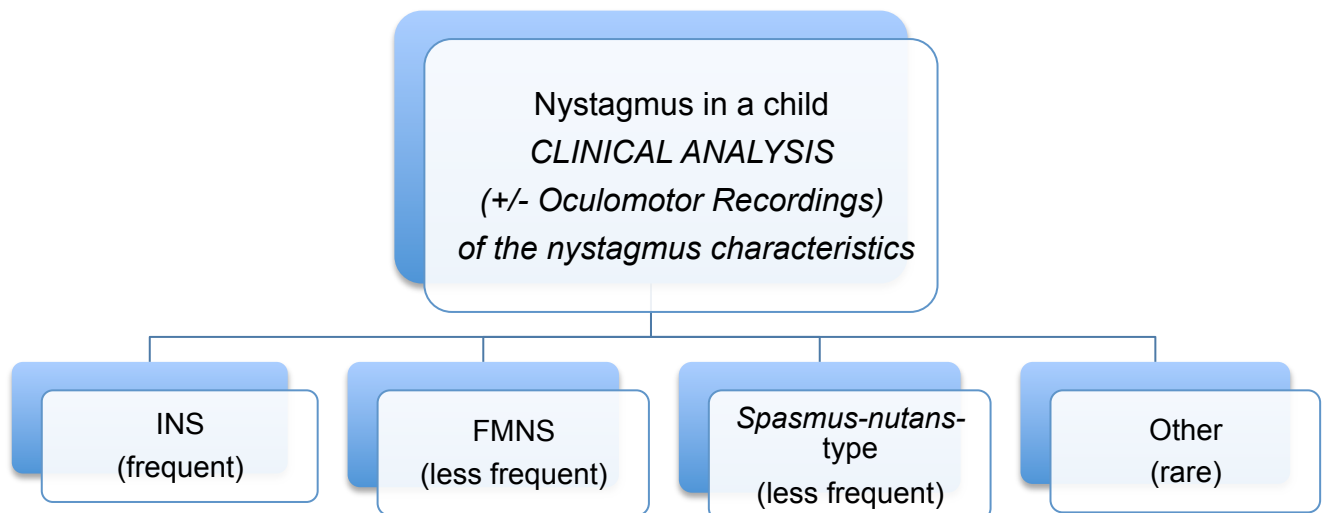 Nystagmus in a child
CLINICAL ANALYSIS
(+/- Oculomotor Recordings)
of the nystagmus characteristics
INS
(frequent)
FMNS
(less frequent)
Spasmus-nutans-
type
(less frequent)
Other
(rare)